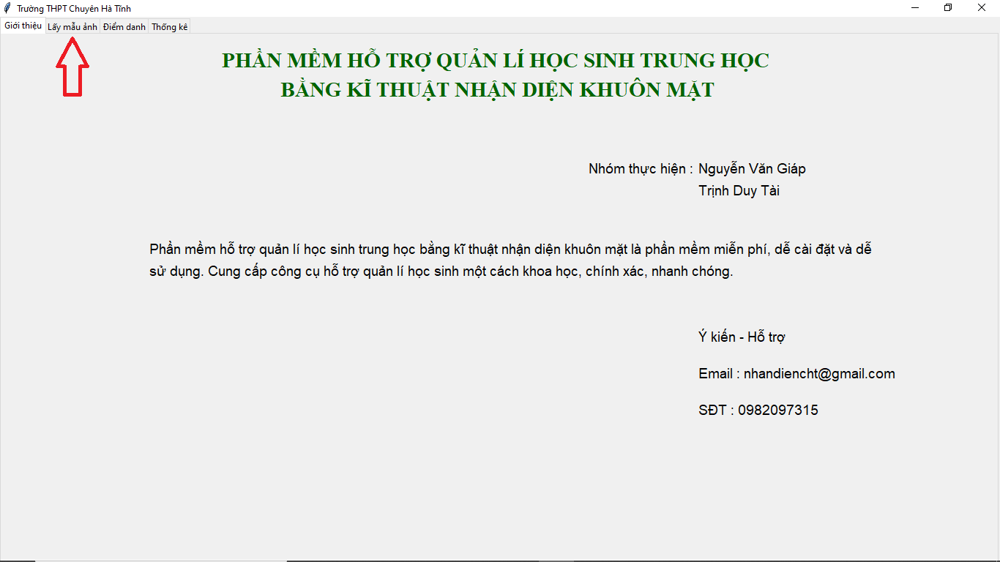 Trường THPT Chuyên Hà Tĩnh
Giới thiệu Lấy mẫu ảnh Điểm danh Thống kê
PHẦN MỀM HỖ TRỢ QUẢN LÍ HỌC SINH TRUNG HỌC
BẰNG KĨ THUẬT NHẬN DIỆN KHUÔN MẶT
Nhóm thực hiện : Nguyễn Văn Giáp
Trịnh Duy Tài
Phần mềm hỗ trợ quản lí học sinh trung học bằng kĩ thuật nhận diện khuôn mặt là phần mềm miễn phí, dễ cài đặt và dễ
sử dụng. Cung cấp công cụ hỗ trợ quản lí học sinh một cách khoa học, chính xác, nhanh chóng.
Ý kiến - Hỗ trợ
Email : nhandiencht@gmail.com
SĐT : 0982097315